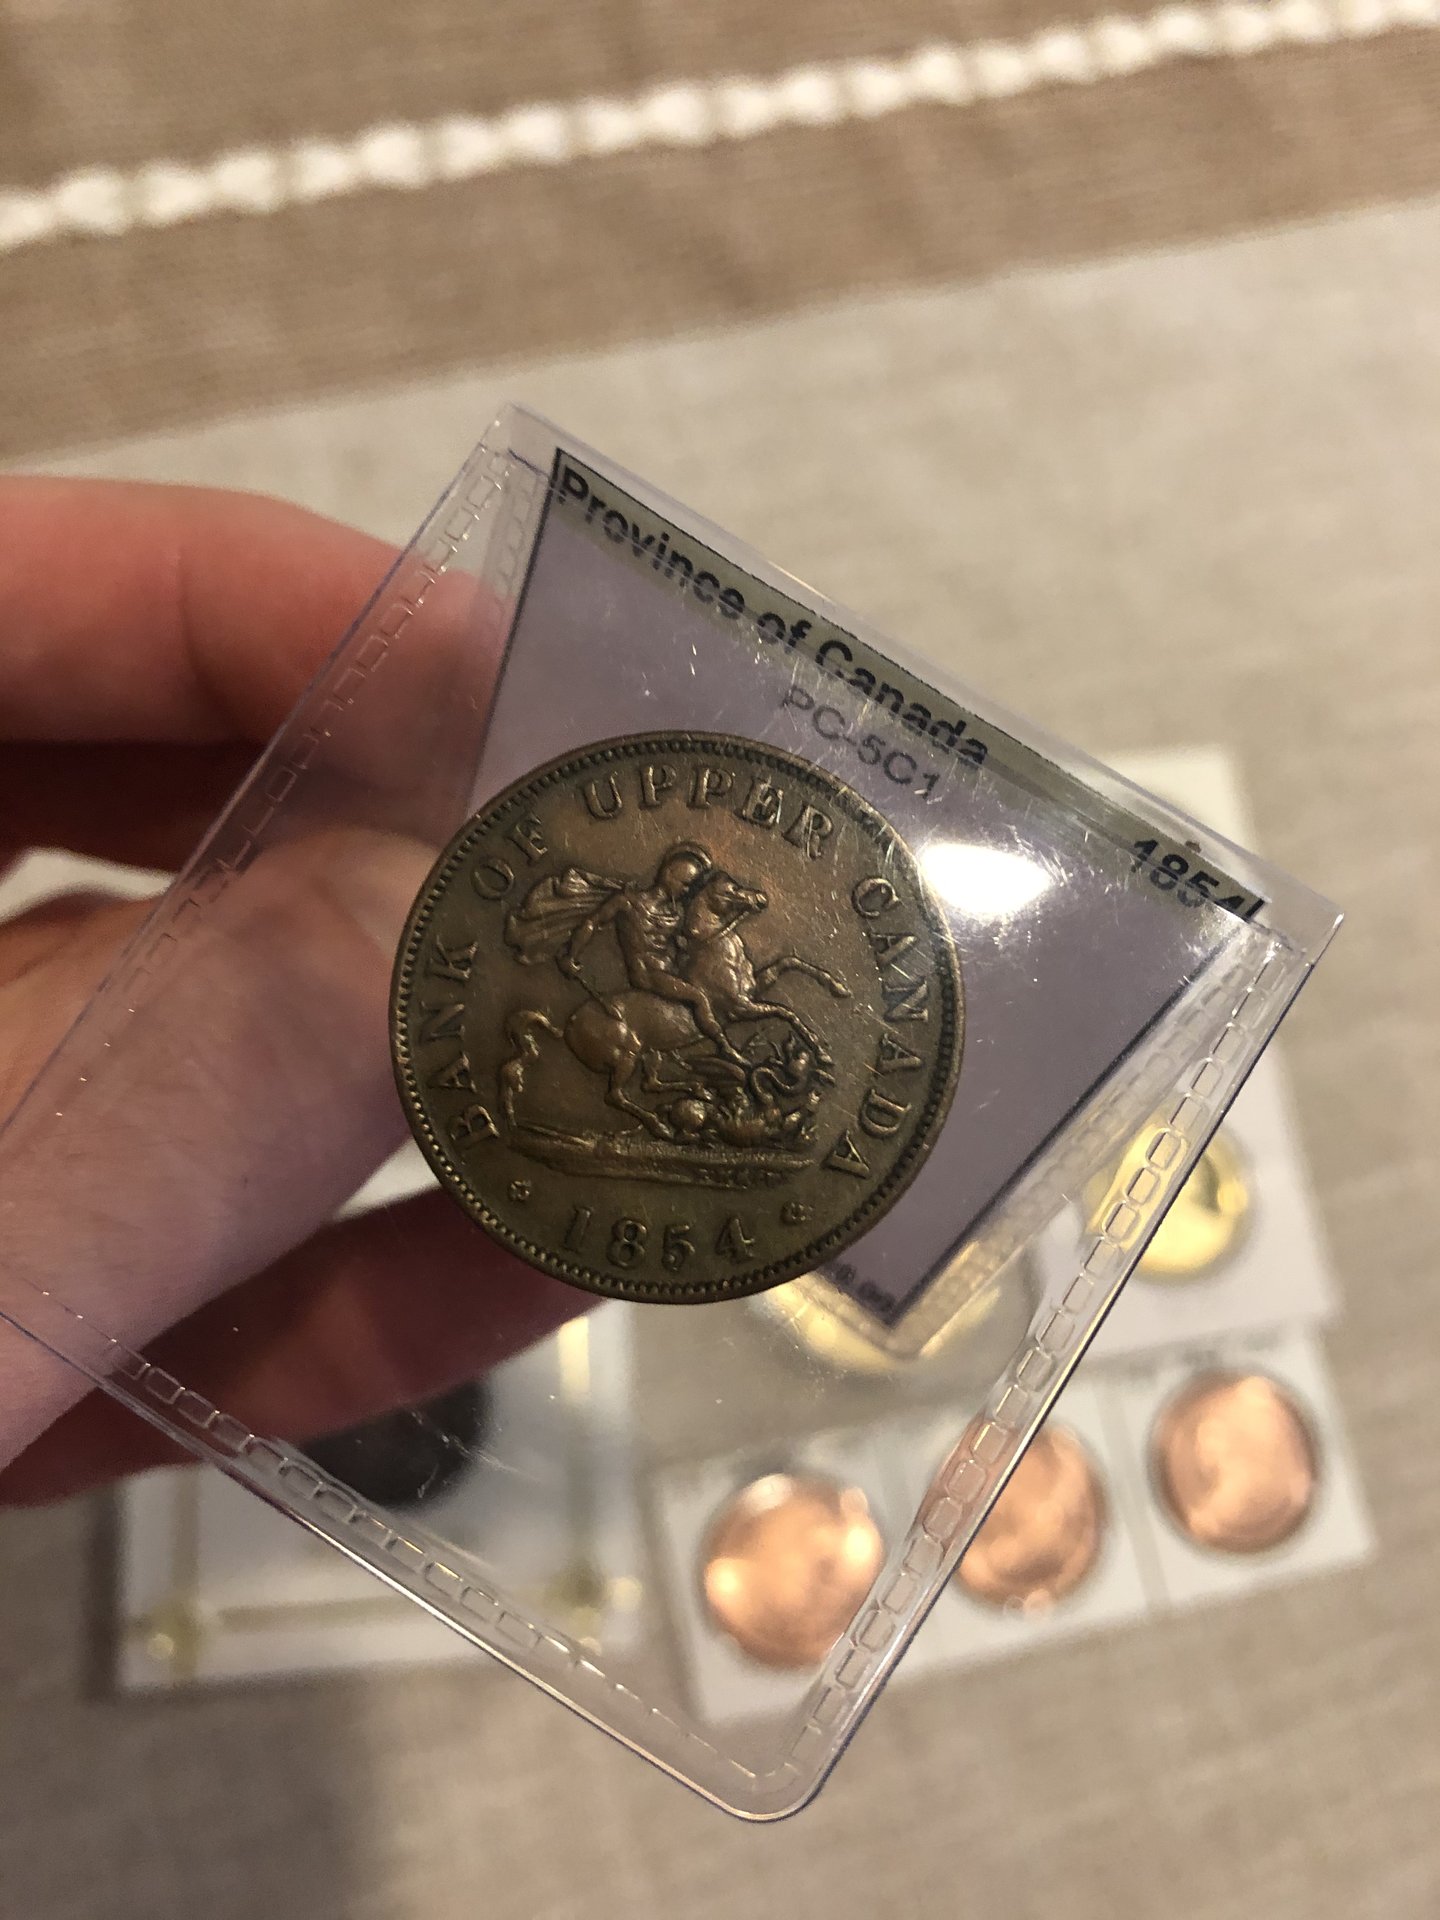 Province of Canada
1854
PC-5C1
BANK OF UPPER CANADA
1854